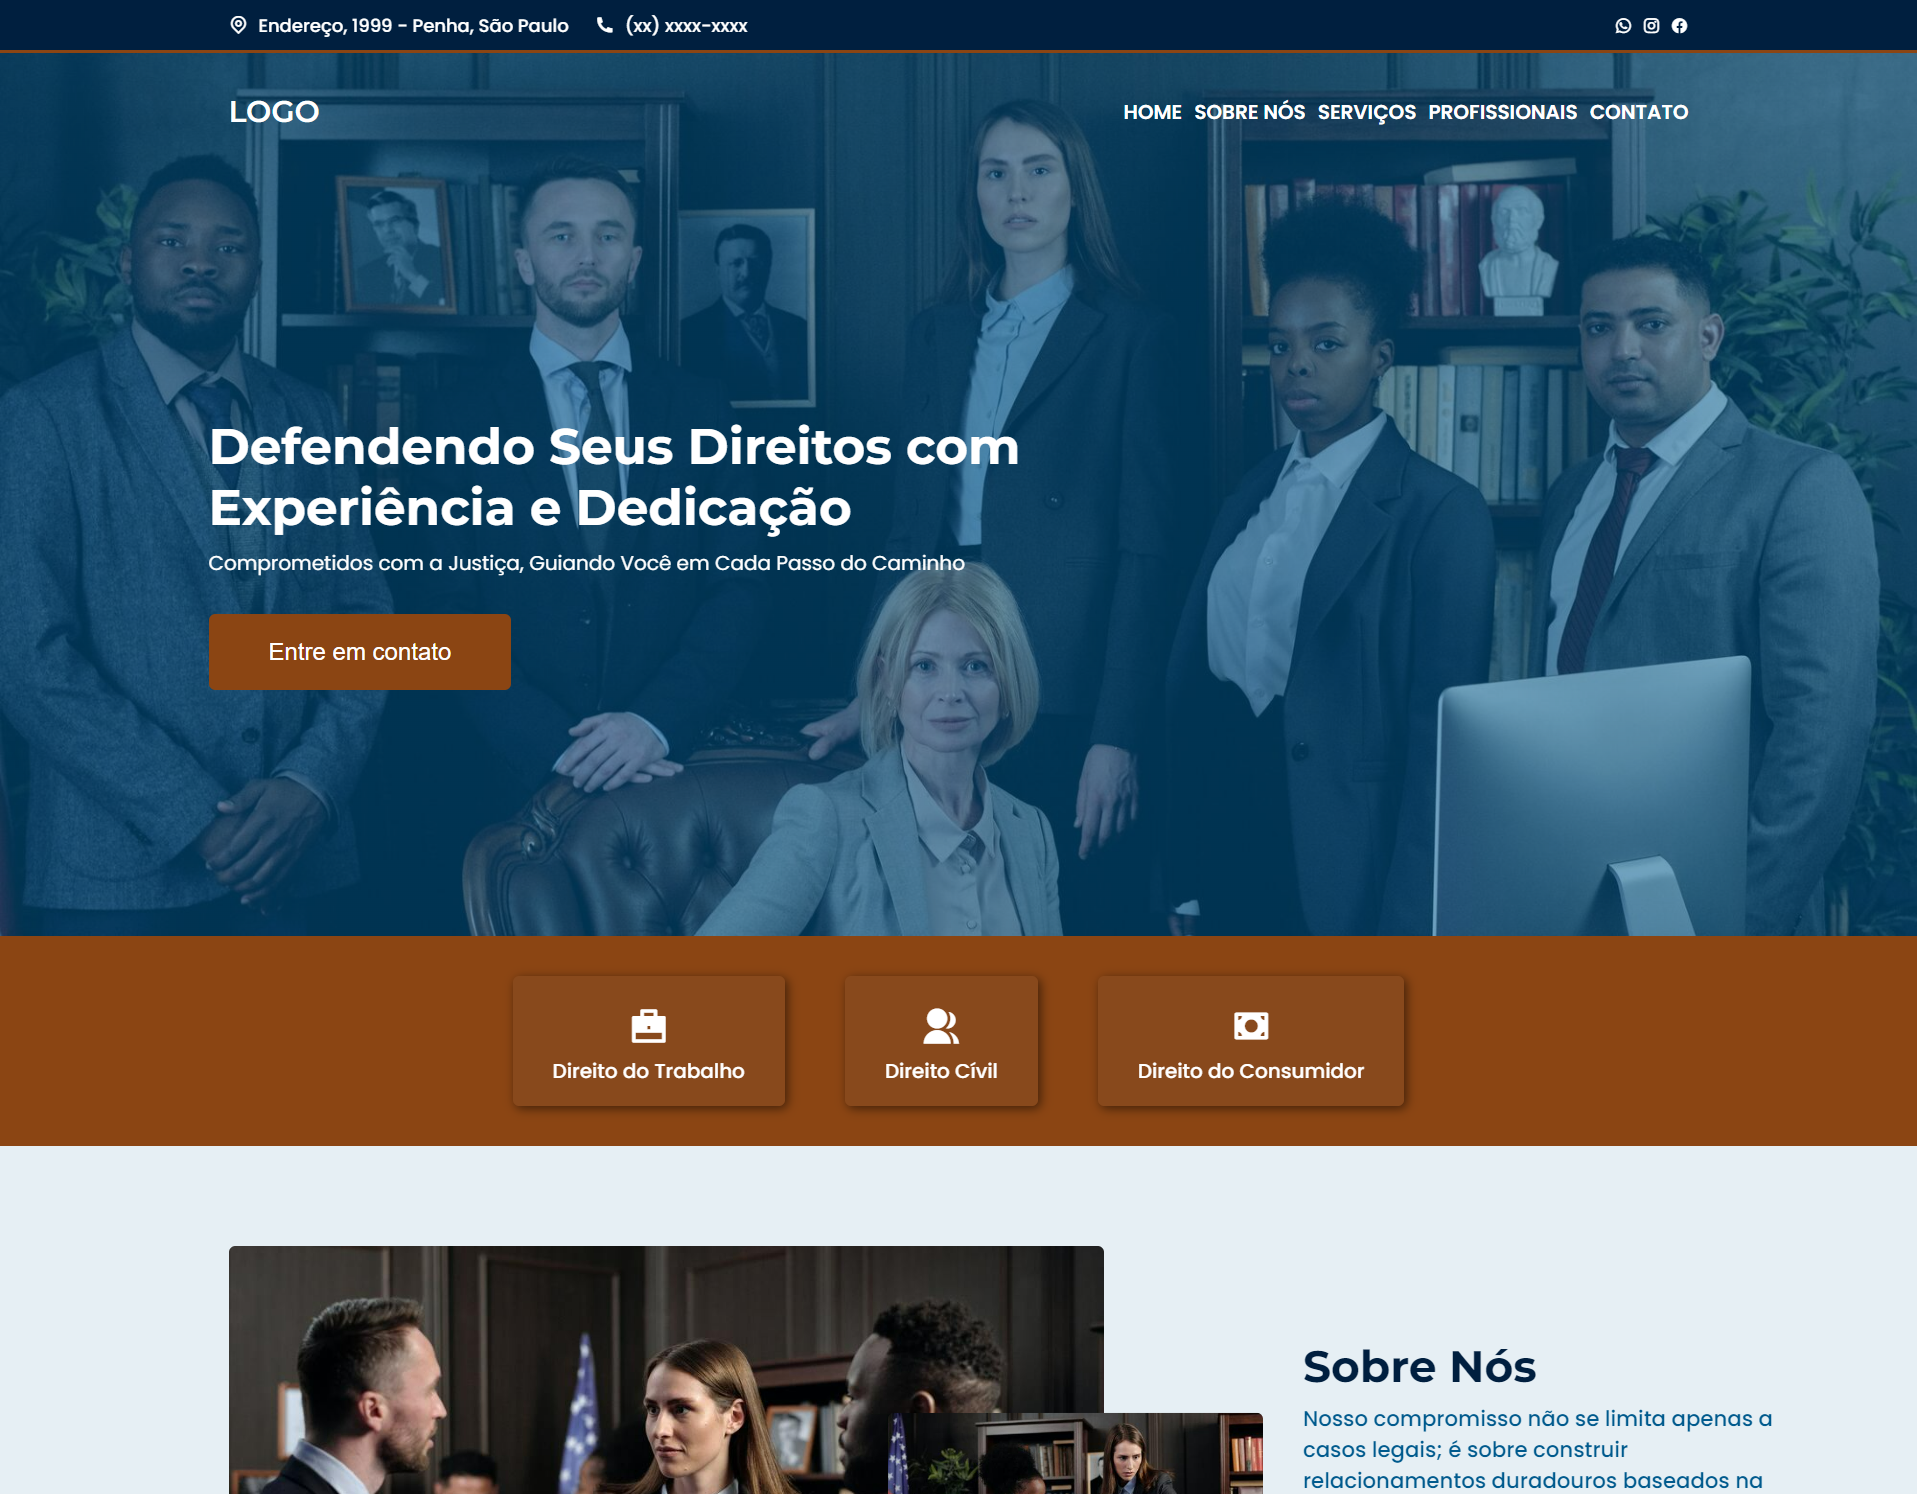 Endereço, 1999 - Penha, São Paulo (xx) xxxx-xxxx
LOGO HOME SOBRE NÓS SERVIÇOS PROFISSIONAIS CONTATO
Defendendo Seus Direitos com
Experiência e Dedicação
Comprometidos com a Justiça, Guiando Você em Cada Passo do Caminho
Entre em contato
Direito do Trabalho
Direito Cívil
Direito do Consumidor
Sobre Nós
Nosso compromisso não se limita apenas a
casos legais; é sobre construir
relacionamentos duradouros baseados na